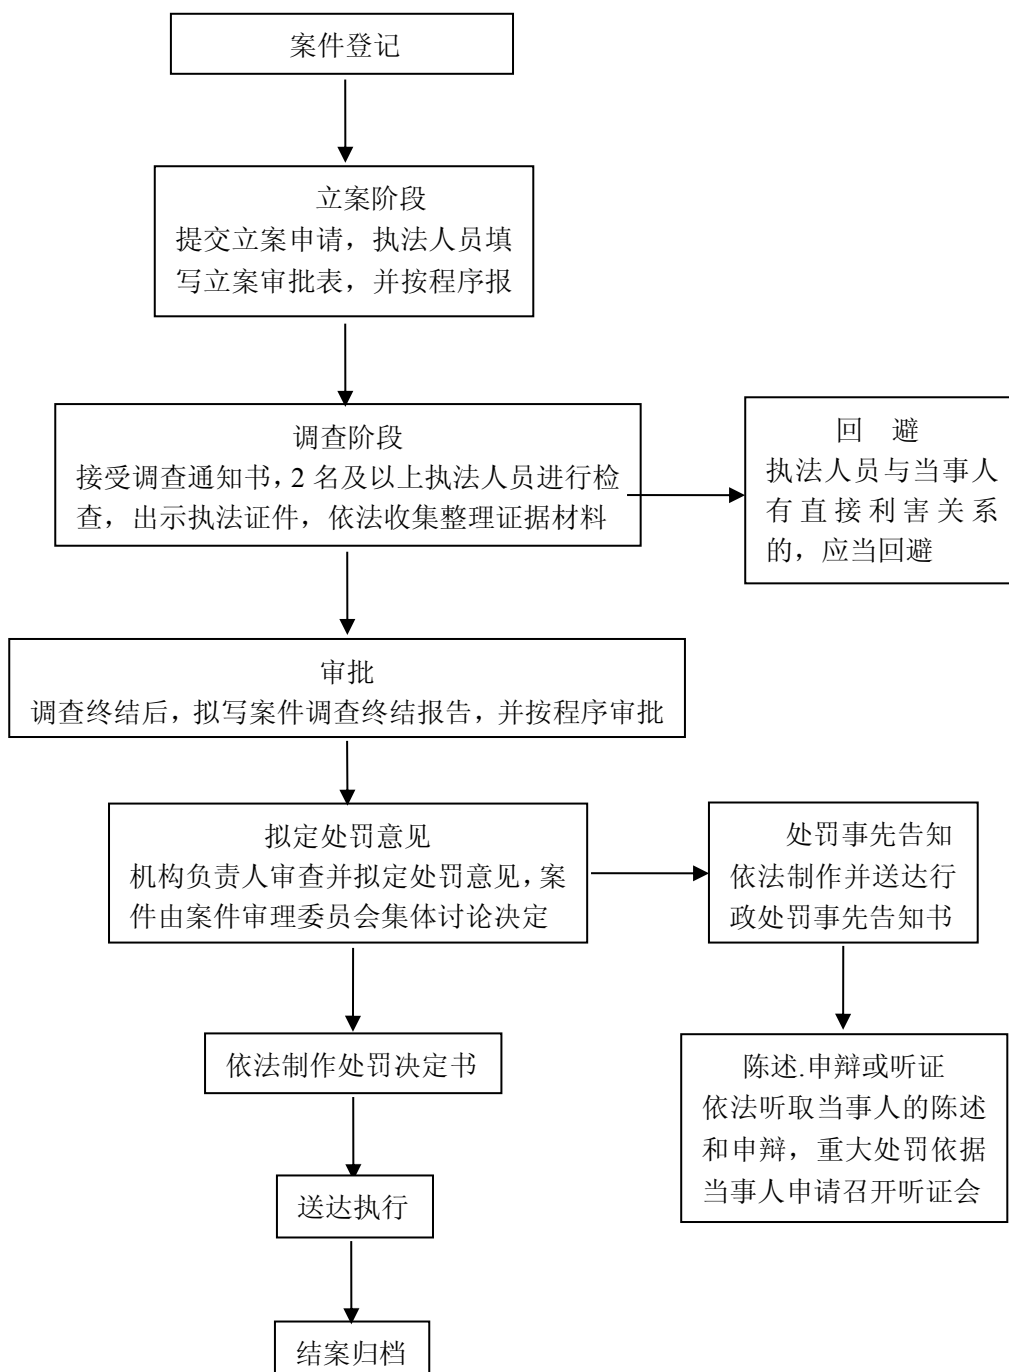 案件登记
立案阶段
提交立案申请，执法人员填
写立案审批表，并按程序报
调查阶段
接受调查通知书，2 名及以上执法人员进行检
查，出示执法证件，依法收集整理证据材料
回 避
执法人员与当事人
有直接利害关系
的，应当回避
审批
调查终结后，拟写案件调查终结报告，并按程序审批
拟定处罚意见
机构负责人审查并拟定处罚意见，案
件由案件审理委员会集体讨论决定
处罚事先告知
依法制作并送达行
政处罚事先告知书
依法制作处罚决定书
陈述.申辩或听证
依法听取当事人的陈述
和申辩，重大处罚依据
当事人申请召开听证会
送达执行
结案归档